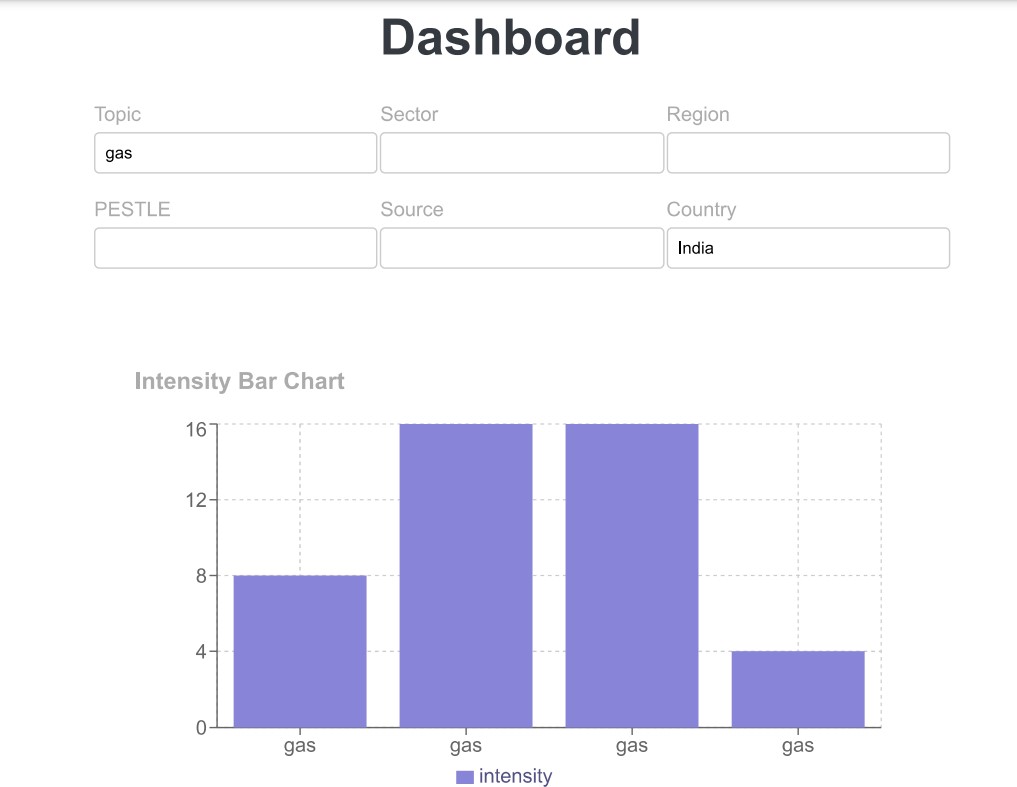 Dashboard
Topic Sector Region
gas
PESTLE Source Country
India
Intensity Bar Chart
16
12
8
4
0
gas gas gas gas
intensity